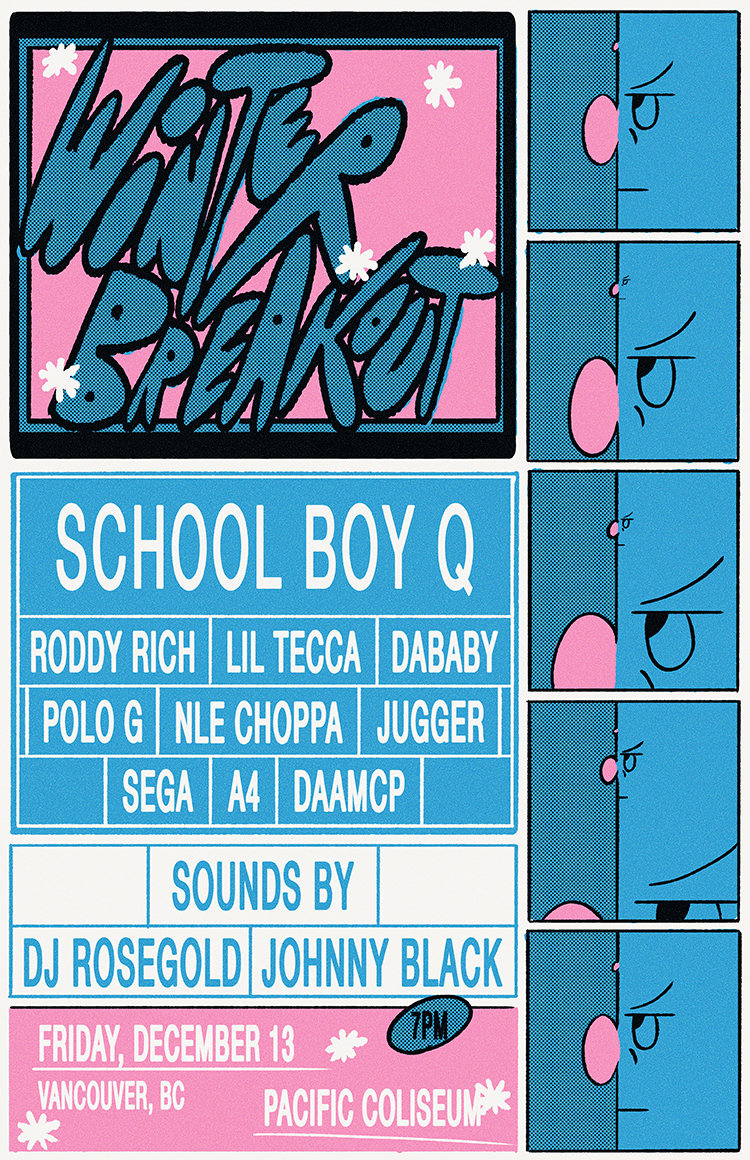 WINTER
BREAKOUT
SCHOOL BOY Q
RODDY RICH LIL TECCA DABABY
POLO G NLE CHOPPA JUGGER
SEGA A4 DAAMCP
SOUNDS BY
DJ ROSEGOLD JOHNNY BLACK
7PM
FRIDAY, DECEMBER 13
VANCOUVER, BC
PACIFIC COLISEUM